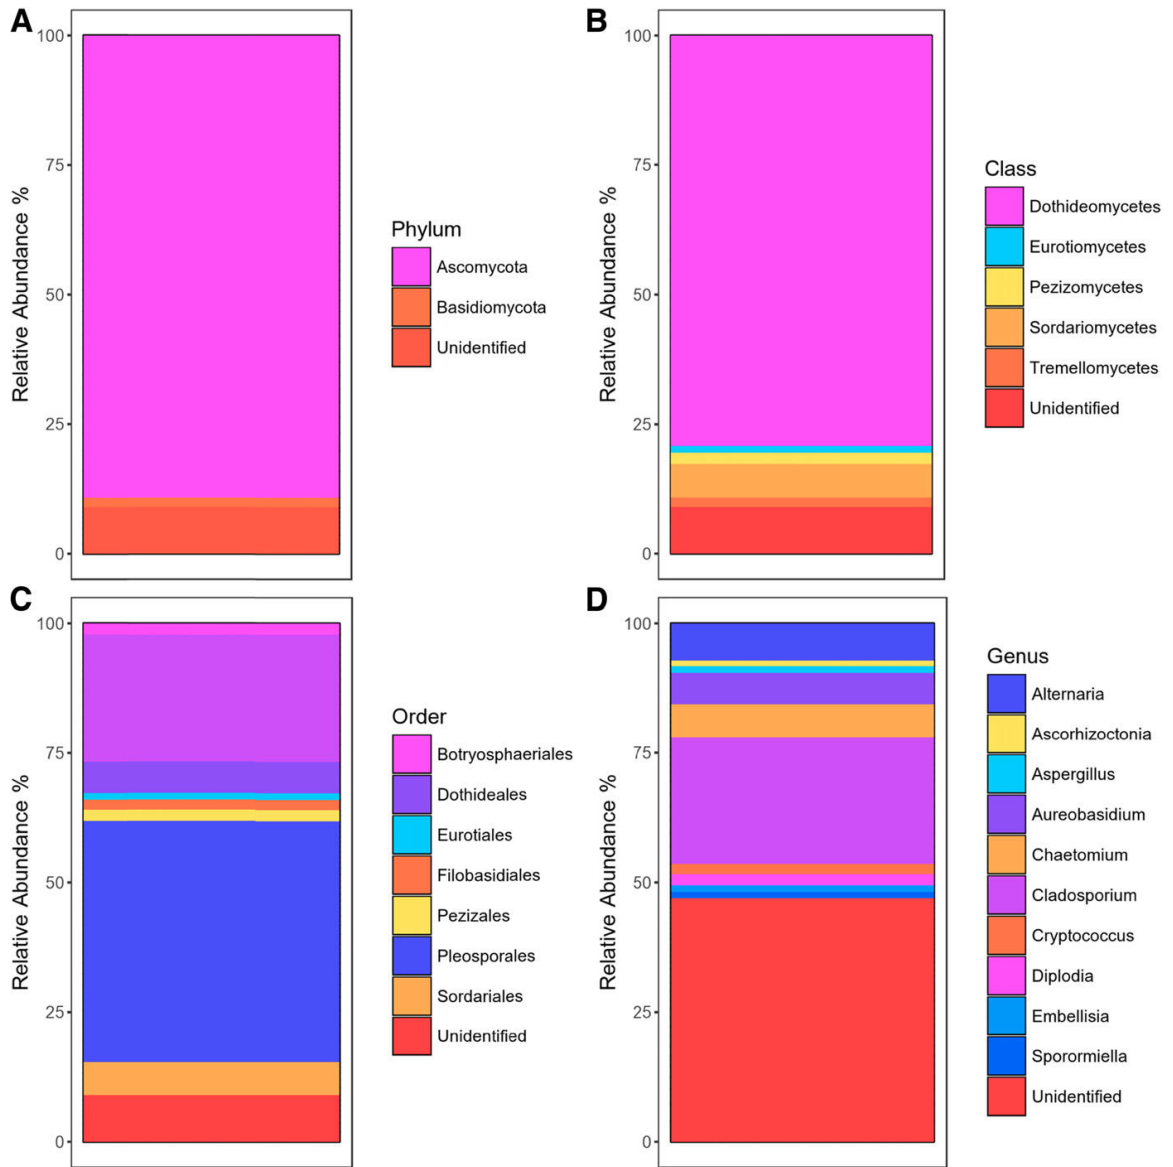 A
100
75
50
25
0
Relative Abundance %
Phylum
Ascomycota
Basidiomycota
Unidentified
B
100
75
50
25
0
Relative Abundance %
Class
Dothideomycetes
Eurotiomycetes
Pezizomycetes
Sordariomycetes
Tremellomycetes
Unidentified
C
100
75
50
25
0
Relative Abundance %
Order
Botryosphaeriales
Dothideales
Eurotiales
Filobasidiales
Pezizales
Pleosporales
Sordariales
Unidentified
D
100
75
50
25
0
Relative Abundance %
Genus
Alternaria
Ascorhizoctonia
Aspergillus
Aureobasidium
Chaetomium
Cladosporium
Cryptococcus
Diplodia
Embellisia
Sporormiella
Unidentified